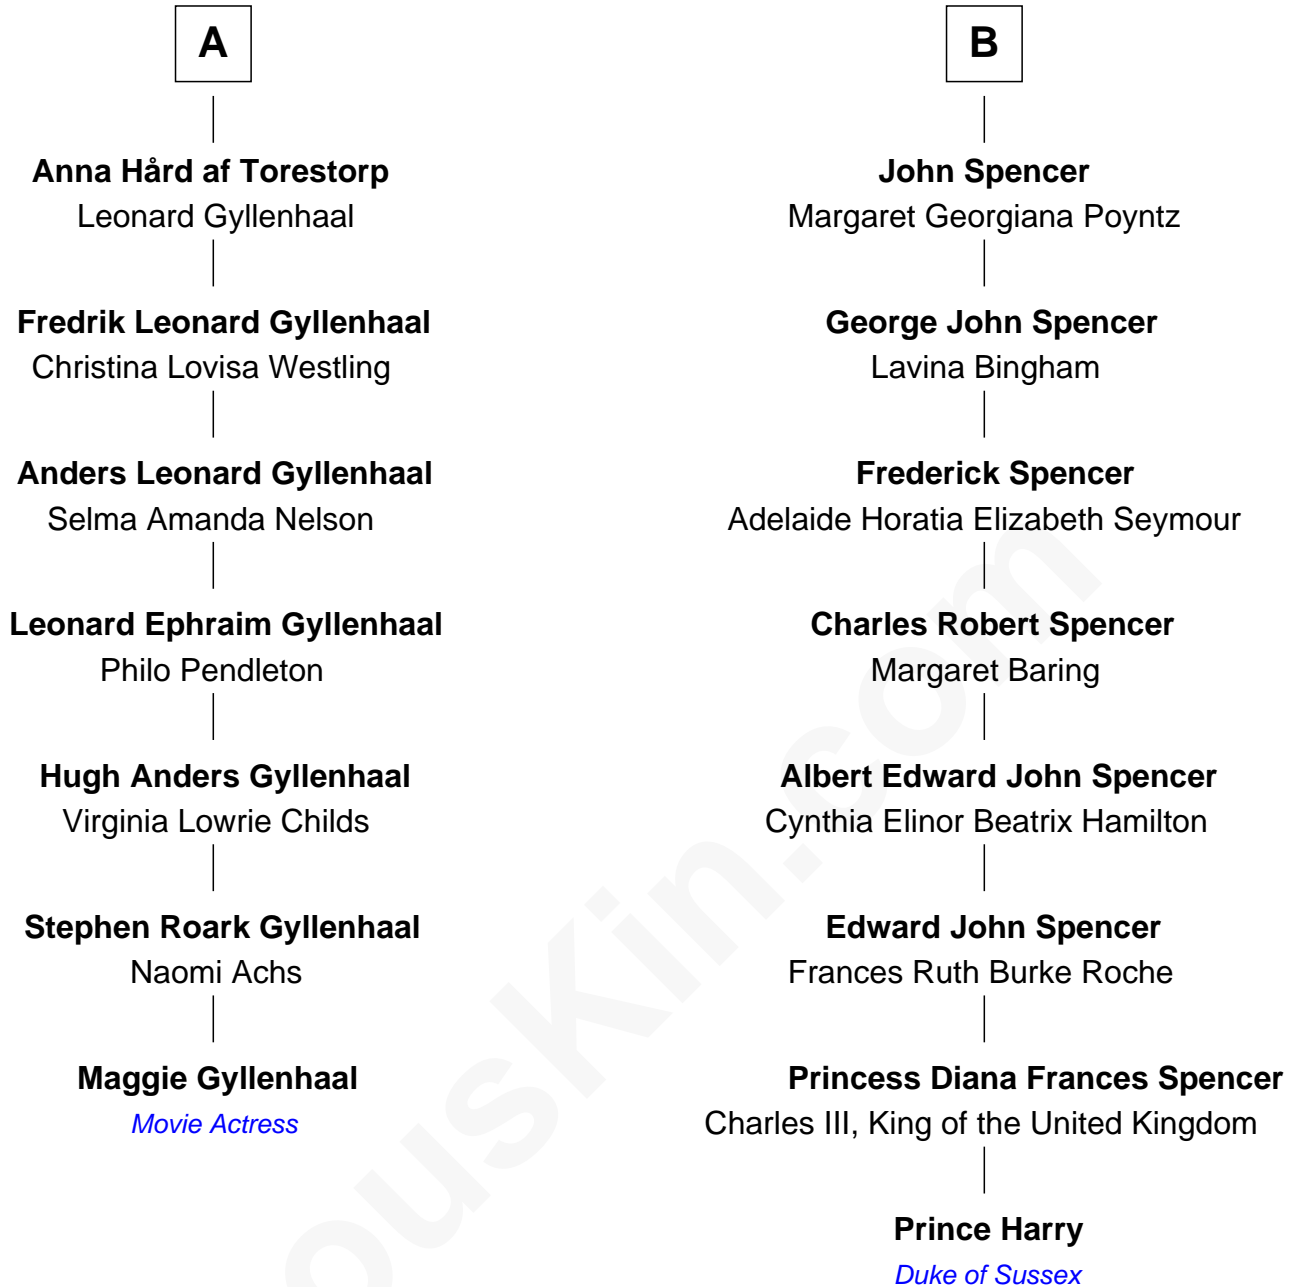 A
Anna Hård af Torestorp
Leonard Gyllenhaal
Fredrik Leonard Gyllenhaal
Christina Lovisa Westling
Anders Leonard Gyllenhaal
Selma Amanda Nelson
Leonard Ephraim Gyllenhaal
Philo Pendleton
Hugh Anders Gyllenhaal
Virginia Lowrie Childs
Stephen Roark Gyllenhaal
Naomi Achs
Maggie Gyllenhaal
Movie Actress
B
John Spencer
Margaret Georgiana Poyntz
George John Spencer
Lavina Bingham
Frederick Spencer
Adelaide Horatia Elizabeth Seymour
Charles Robert Spencer
Margaret Baring
Albert Edward John Spencer
Cynthia Elinor Beatrix Hamilton
Edward John Spencer
Frances Ruth Burke Roche
Princess Diana Frances Spencer
Charles III, King of the United Kingdom
Prince Harry
Duke of Sussex
ousKin.com